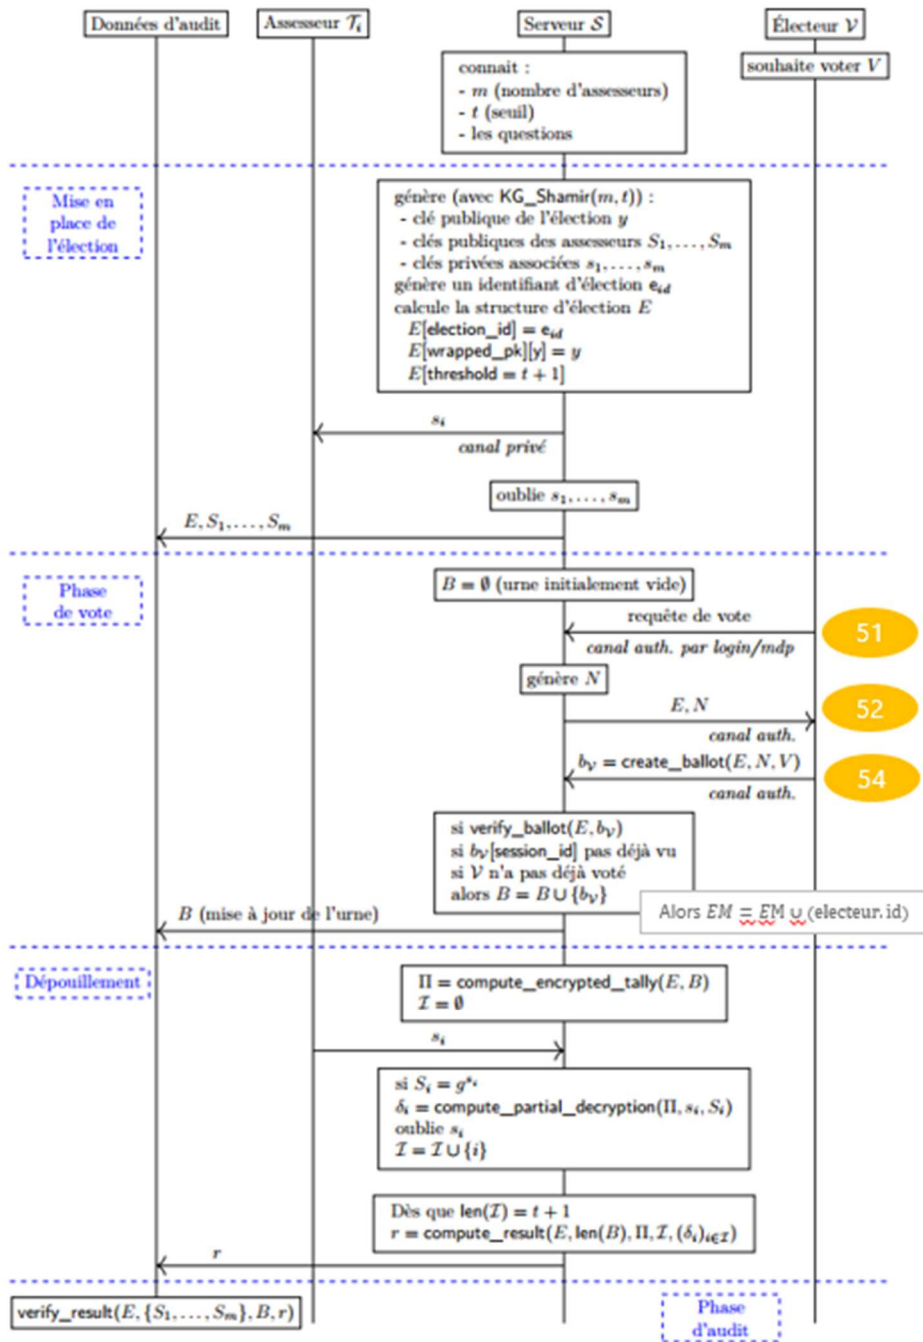 Données d'audit
Assesseur 𝒯ᵢ
Serveur 𝒮
Électeur 𝒱
connait :
- m (nombre d'assesseurs)
- t (seuil)
- les questions
souhaite voter V
Mise en
place de
l'élection
génère (avec KG_Shamir(m, t)) :
- clé publique de l'élection y
- clés publiques des assesseurs S₁, . . . , Sₘ
- clés privées associées s₁, . . . , sₘ
génère un identifiant d'élection e_id
calcule la structure d'élection E
E[election_id] = e_id
E[wrapped_pk][y] = y
E[threshold = t + 1]
sᵢ
canal privé
oublie s₁, . . . , sₘ
E, S₁, . . . , Sₘ
Phase
de vote
B = ∅ (urne initialement vide)
requête de vote
canal auth. par login/mdp
51
génère N
E, N
canal auth.
52
b_𝒱 = create_ballot(E, N, V)
canal auth.
54
si verify_ballot(E, b_𝒱)
si b_𝒱[session_id] pas déjà vu
si 𝒱 n'a pas déjà voté
alors B = B ∪ {b_𝒱}
Alors EM = EM ∪ (electeur.id)
B (mise à jour de l'urne)
Dépouillement
Π = compute_encrypted_tally(E, B)
ℐ = ∅
sᵢ
si Sᵢ = g^sᵢ
δᵢ = compute_partial_decryption(Π, sᵢ, Sᵢ)
oublie sᵢ
ℐ = ℐ ∪ {i}
Dès que len(ℐ) = t + 1
r = compute_result(E, len(B), Π, ℐ, (δᵢ)ᵢ∈ℐ)
r
verify_result(E, {S₁, . . . , Sₘ}, B, r)
Phase
d'audit